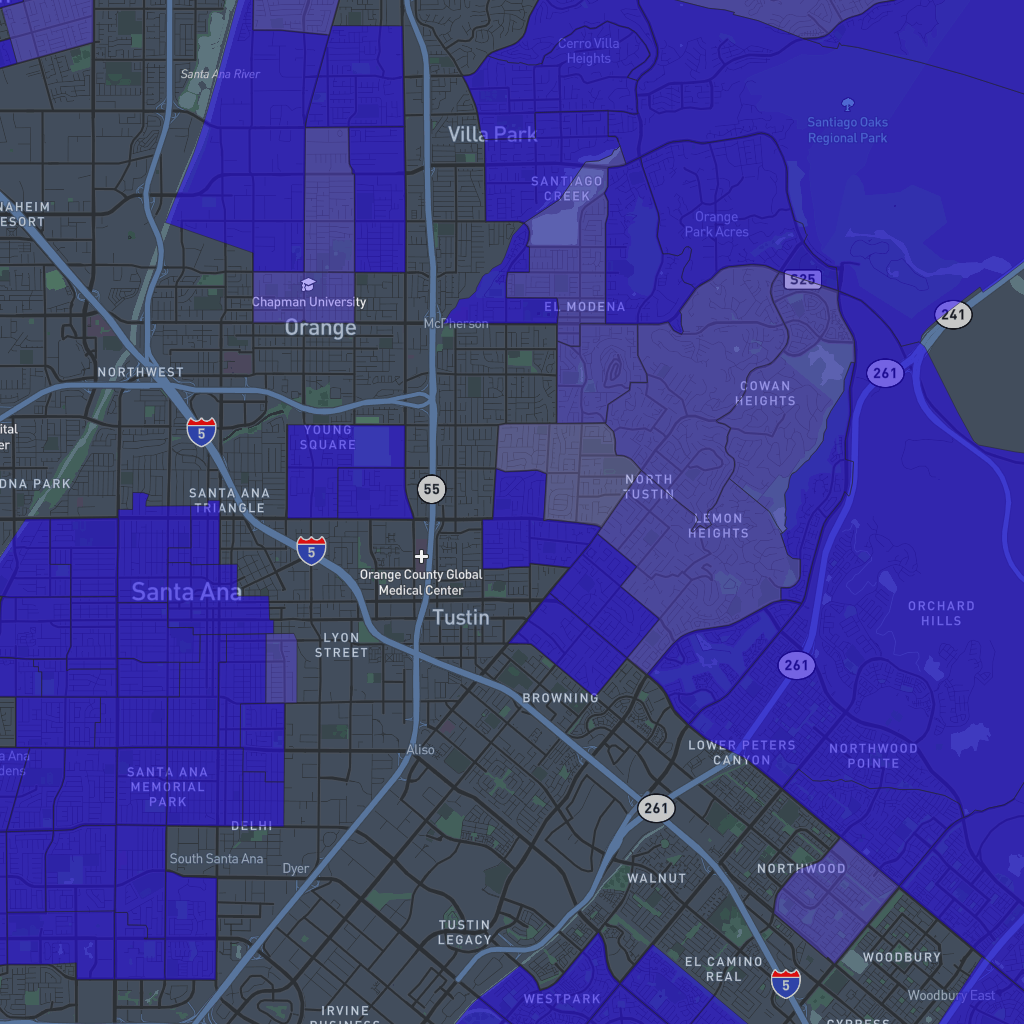 Cerro Villa
Heights
Santa Ana River
Santiago Oaks
Regional Park
Villa Park
SANTIAGO
CREEK
NAHEIM
ESORT
Orange
Park Acres
Chapman University
S25
EL MODENA
241
Orange
McPherson
NORTHWEST
261
COWAN
HEIGHTS
5
YOUNG
SQUARE
ital
er
DNA PARK
SANTA ANA
TRIANGLE
55
NORTH
TUSTIN
LEMON
HEIGHTS
5
Orange County Global
Medical Center
Santa Ana
Tustin
ORCHARD
HILLS
LYON
STREET
261
BROWNING
Aliso
LOWER PETERS
CANYON
NORTHWOOD
POINTE
a Ana
dens
SANTA ANA
MEMORIAL
PARK
261
DELHI
South Santa Ana
Dyer
WALNUT
NORTHWOOD
TUSTIN
LEGACY
EL CAMINO
REAL
WOODBURY
5
WESTPARK
Woodbury East
IRVINE
BUSINESS
CYPRESS